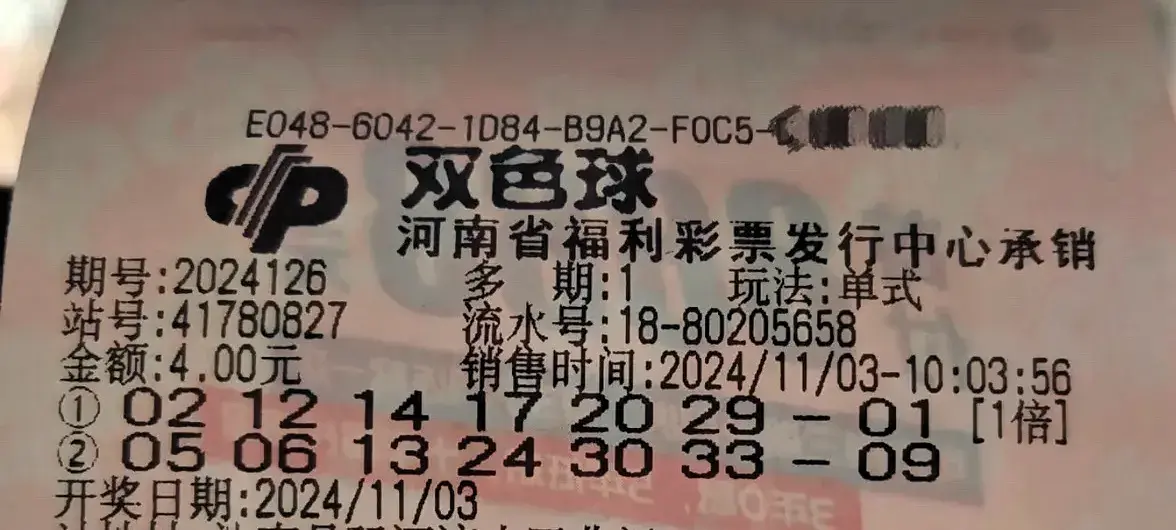 E048-6042-1D84-B9A2-F0C5-
双色球
河南省福利彩票发行中心承销
期号:2024126 多 期:1 玩法:单式
站号:41780827 流水号:18-80205658
金额:4.00元 销售时间:2024/11/03-10:03:56
① 02 12 14 17 20 29 - 01 [1倍]
② 05 06 13 24 30 33 - 09
开奖日期:2024/11/03